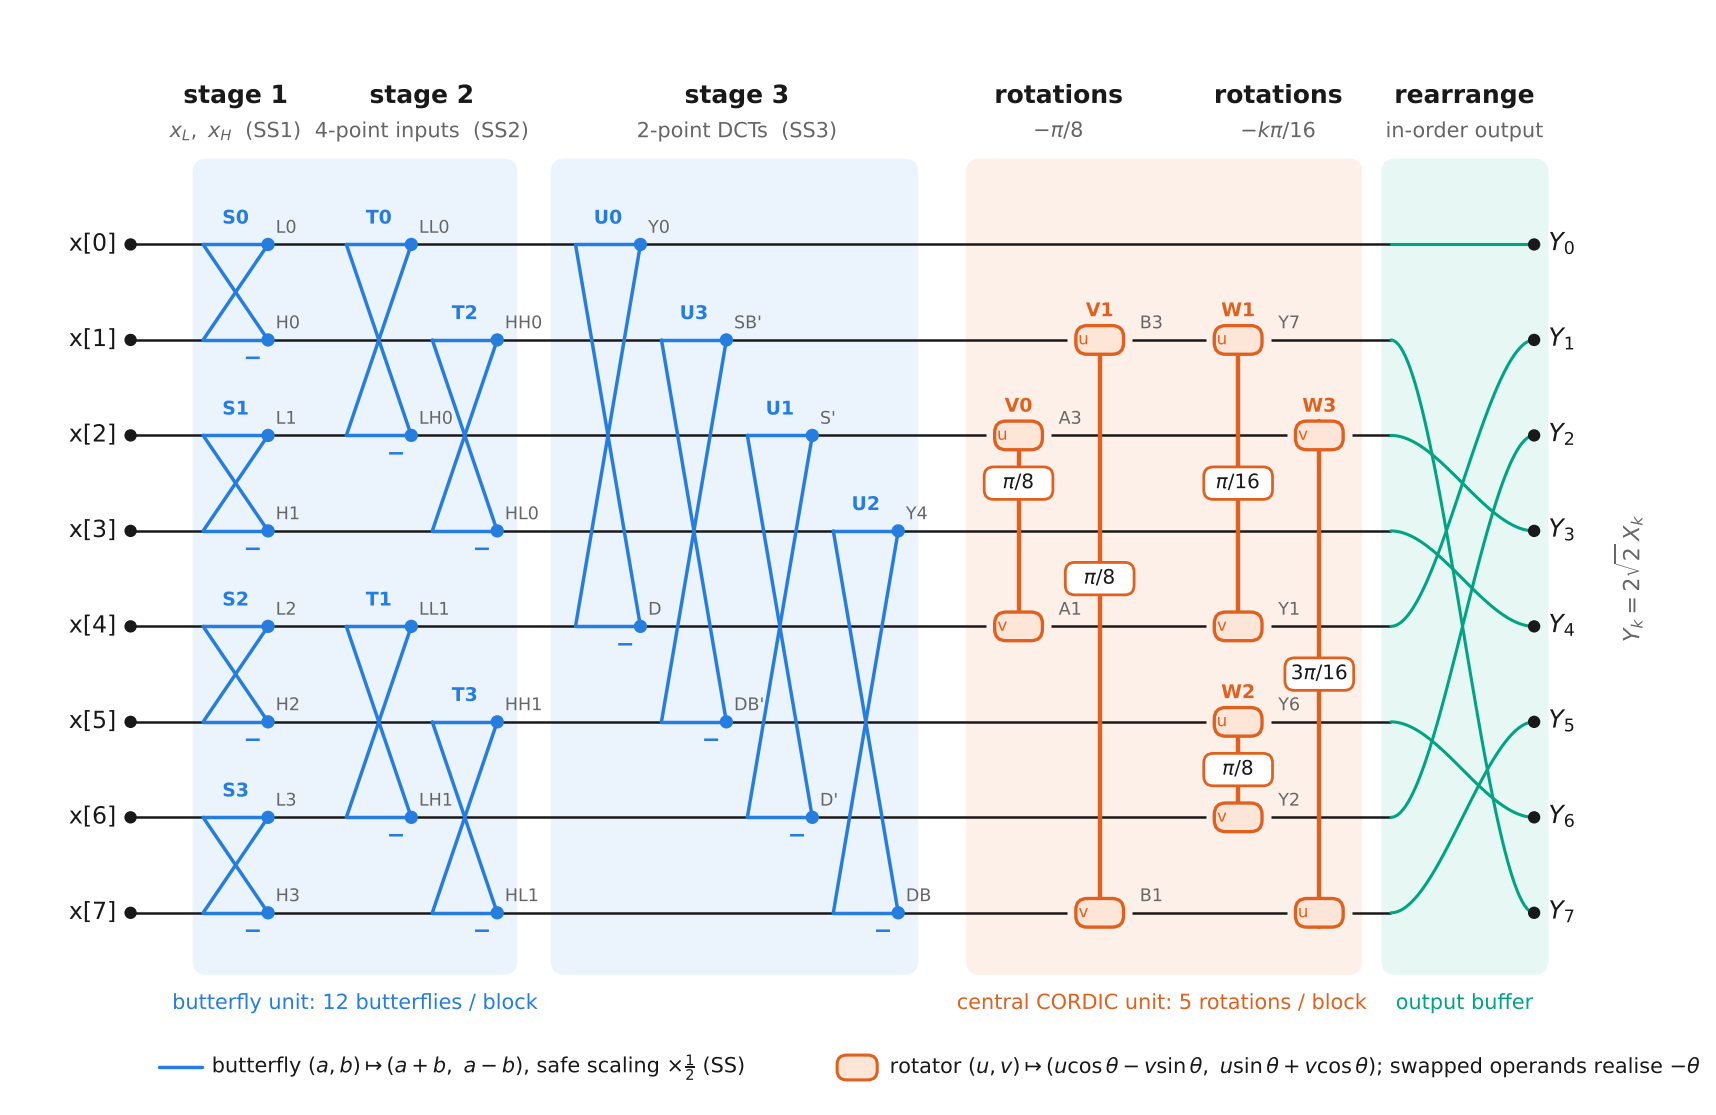 stage 1 stage 2 stage 3 rotations rotations rearrange
x_L, x_H (SS1) 4-point inputs (SS2) 2-point DCTs (SS3) −π/8 −kπ/16 in-order output
S0 T0 U0
L0 LL0 Y0
x[0] Y_0
T2 U3 V1 W1
H0 HH0 SB' B3 Y7
x[1] u u Y_1
−
S1 U1 V0 W3
L1 LH0 S' A3
x[2] u v Y_2
−
π/8 π/16
U2
H1 HL0 Y4
x[3] Y_3
− −
π/8
Y_k = 2√2 X_k
S2 T1
L2 LL1 D A1 Y1
x[4] v v Y_4
−
3π/16
T3 W2
H2 HH1 DB' Y6
x[5] u Y_5
− −
π/8
S3
L3 LH1 D' Y2
x[6] v Y_6
− −
H3 HL1 DB B1
x[7] v u Y_7
− − −
butterfly unit: 12 butterflies / block central CORDIC unit: 5 rotations / block output buffer
butterfly (a, b) ↦ (a + b, a − b), safe scaling ×½ (SS) rotator (u, v) ↦ (u cos θ − v sin θ, u sin θ + v cos θ); swapped operands realise −θ